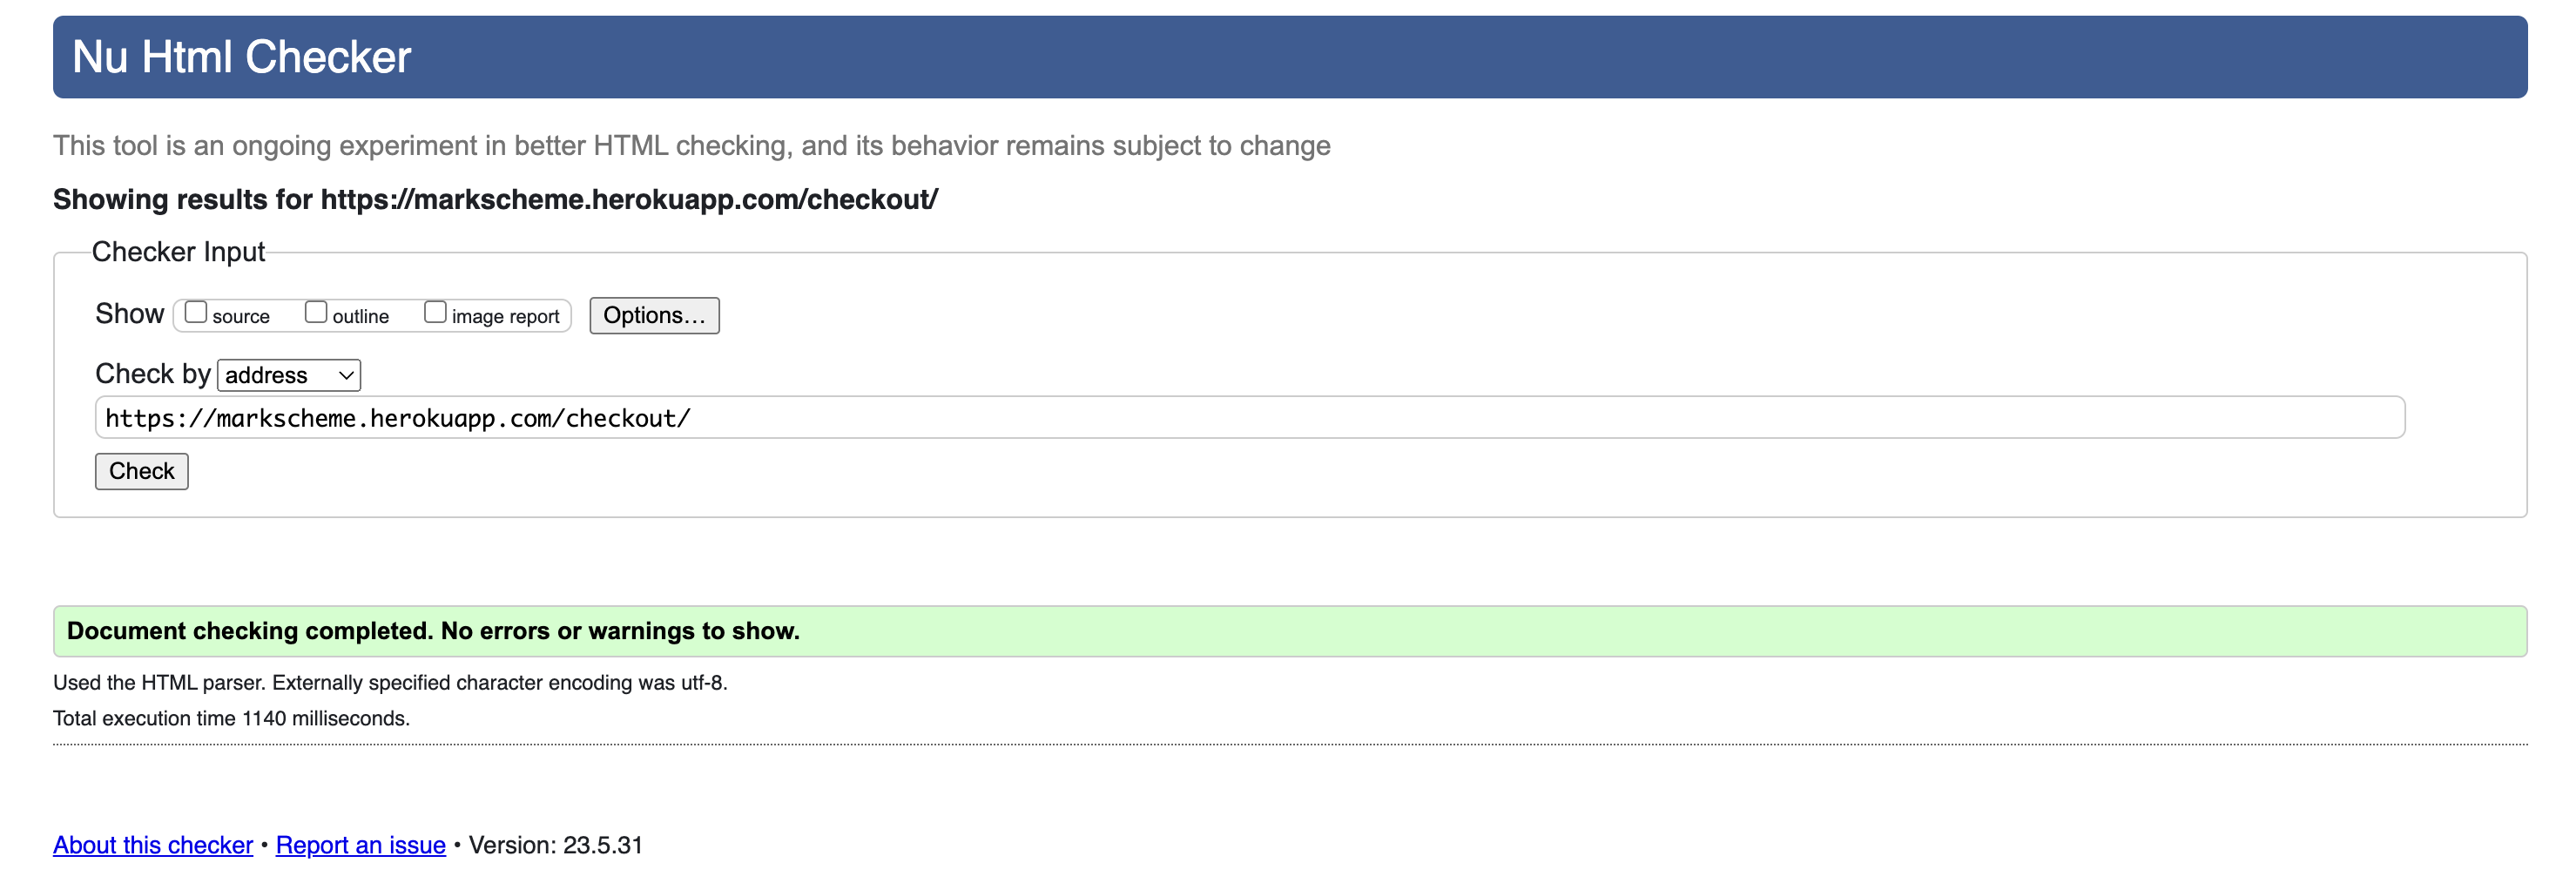 Nu Html Checker
This tool is an ongoing experiment in better HTML checking, and its behavior remains subject to change
Showing results for https://markscheme.herokuapp.com/checkout/
Checker Input
Show source outline image report Options...
Check by address
https://markscheme.herokuapp.com/checkout/
Check
Document checking completed. No errors or warnings to show.
Used the HTML parser. Externally specified character encoding was utf-8.
Total execution time 1140 milliseconds.
About this checker • Report an issue • Version: 23.5.31